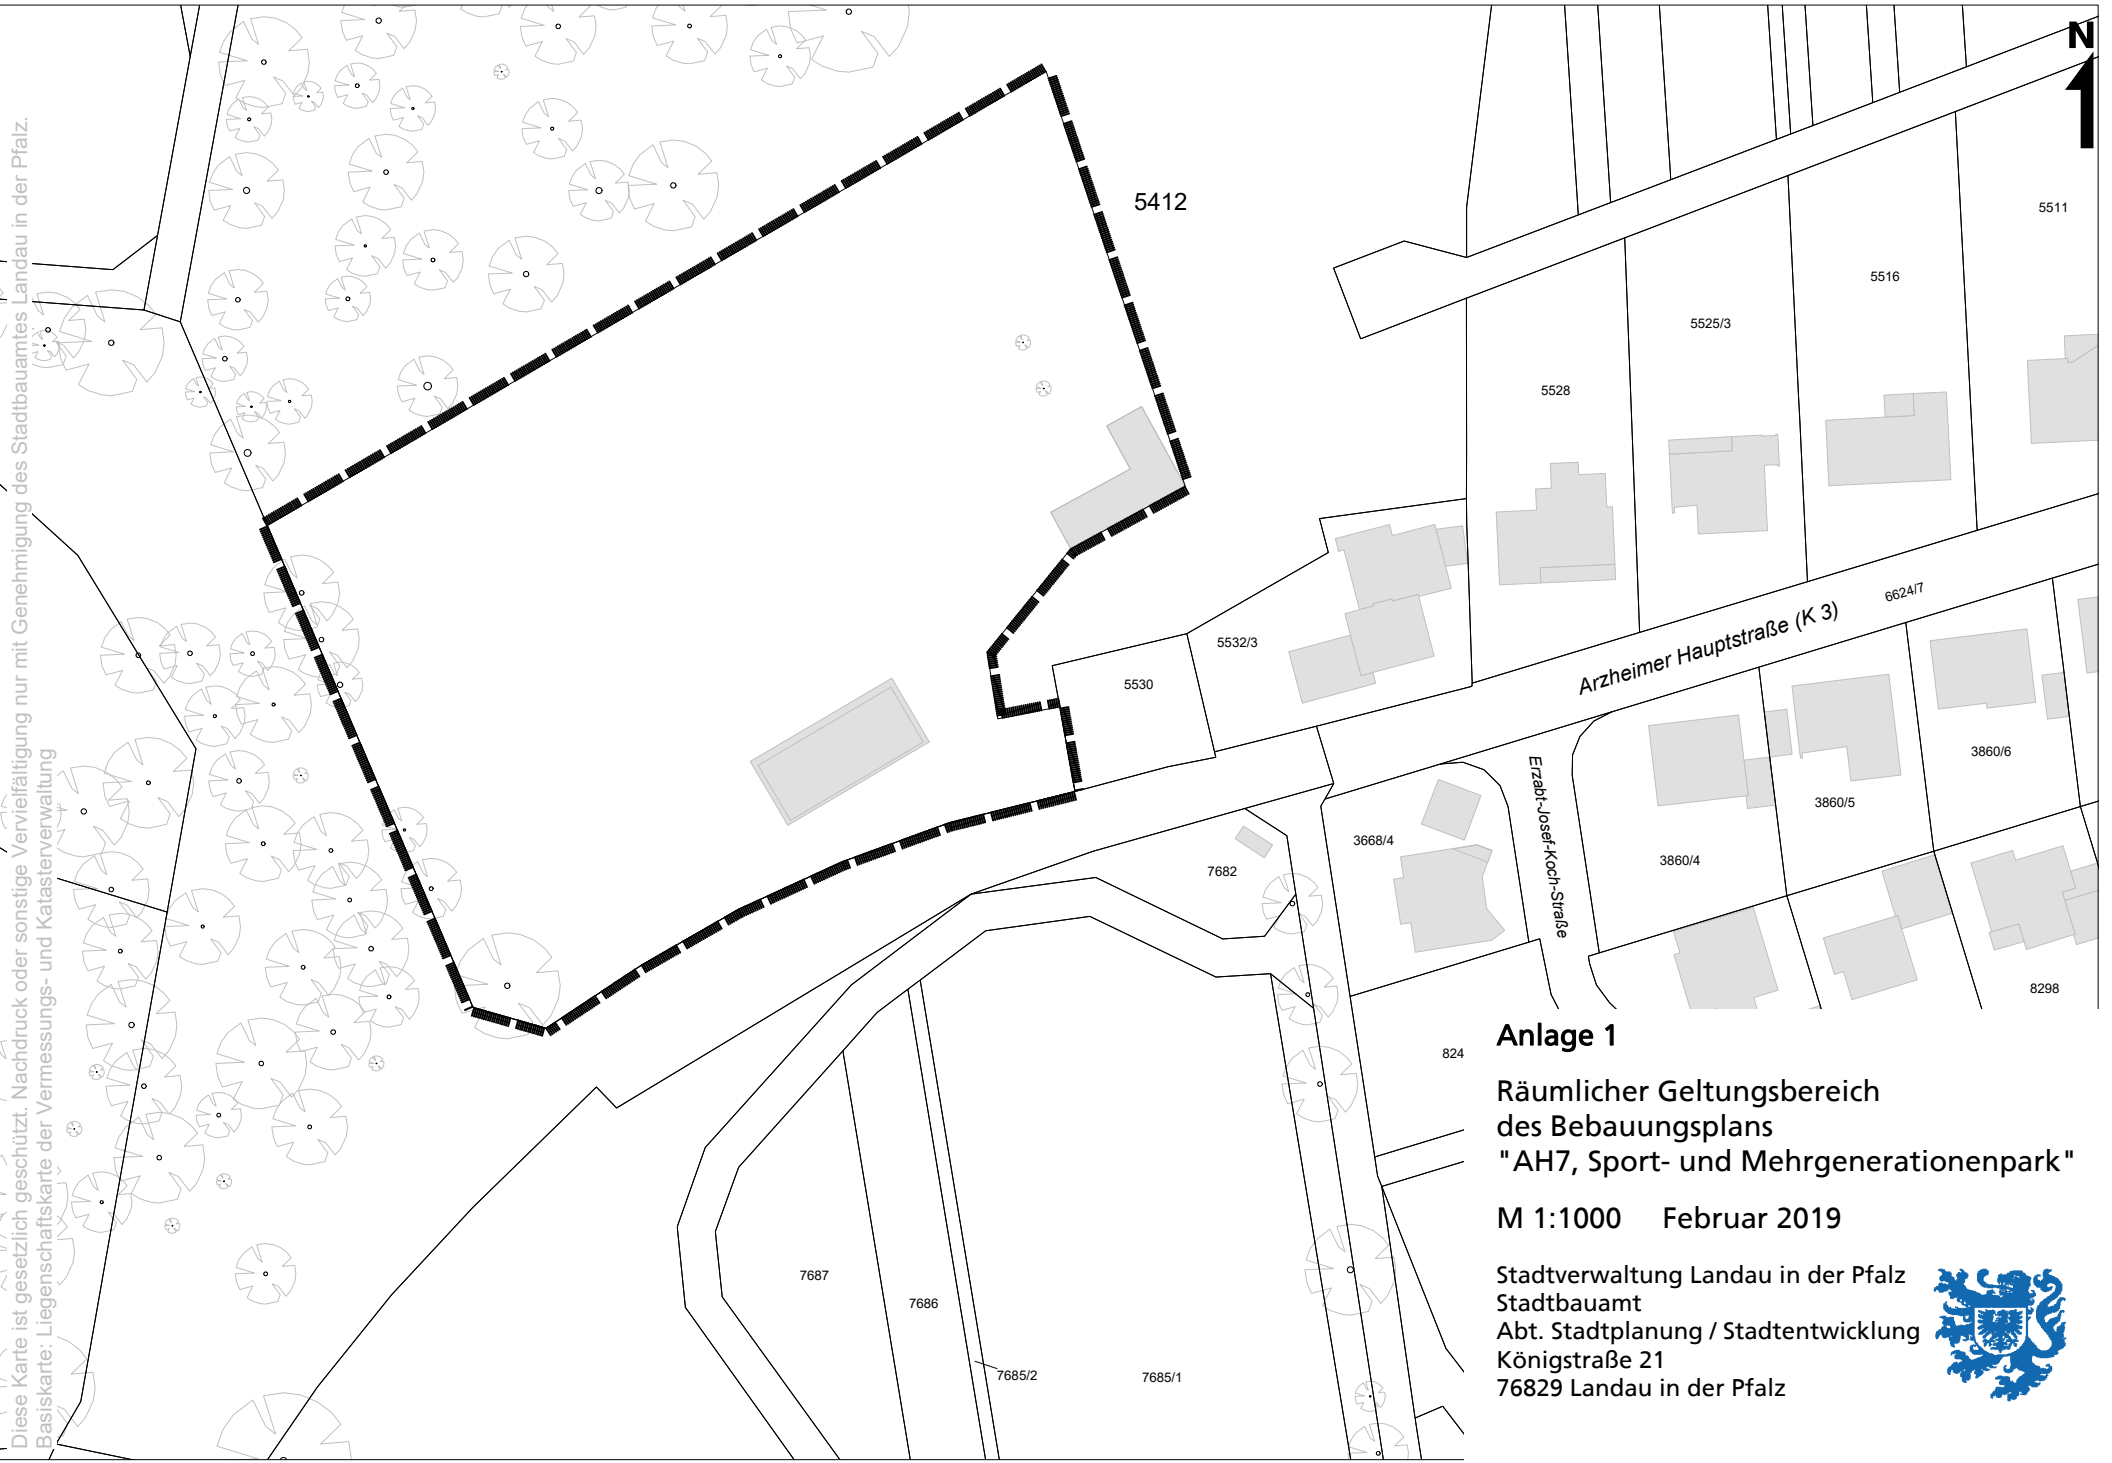 N
5412
5511
5516
5525/3
5528
6624/7
Arzheimer Hauptstraße (K 3)
5532/3
5530
3860/6
3860/5
3860/4
3668/4
Erzabt-Josef-Koch-Straße
7682
8298
824
7687
7686
7685/2
7685/1
Anlage 1
Räumlicher Geltungsbereich
des Bebauungsplans
"AH7, Sport- und Mehrgenerationenpark"
M 1:1000 Februar 2019
Stadtverwaltung Landau in der Pfalz
Stadtbauamt
Abt. Stadtplanung / Stadtentwicklung
Königstraße 21
76829 Landau in der Pfalz
Diese Karte ist gesetzlich geschützt. Nachdruck oder sonstige Vervielfältigung nur mit Genehmigung des Stadtbauamtes Landau in der Pfalz.
Basiskarte: Liegenschaftskarte der Vermessungs- und Katasterverwaltung